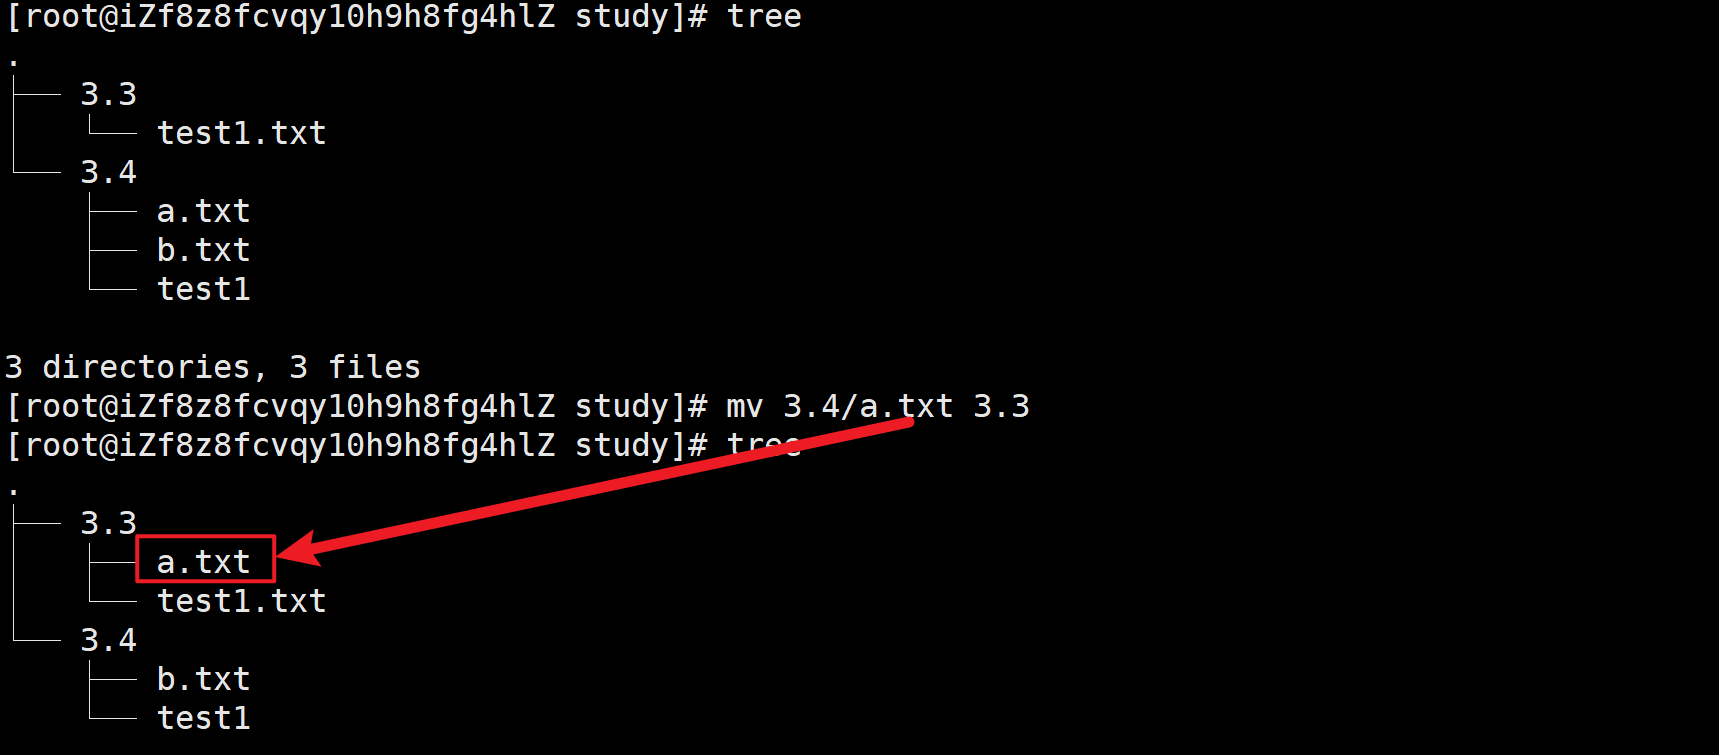 [root@iZf8z8fcvqy10h9h8fg4hlZ study]# tree
.
├── 3.3
│   └── test1.txt
└── 3.4
    ├── a.txt
    ├── b.txt
    └── test1
3 directories, 3 files
[root@iZf8z8fcvqy10h9h8fg4hlZ study]# mv 3.4/a.txt 3.3
[root@iZf8z8fcvqy10h9h8fg4hlZ study]# tree
.
├── 3.3
│   ├── a.txt
│   └── test1.txt
└── 3.4
    ├── b.txt
    └── test1